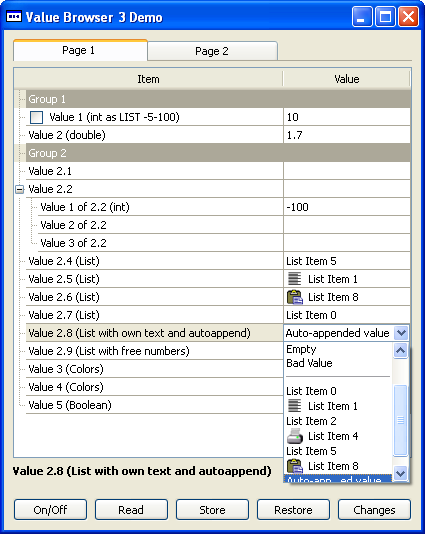 Value Browser 3 Demo
Page 1 Page 2
Item Value
Group 1
Value 1 (int as LIST -5-100) 10
Value 2 (double) 1.7
Group 2
Value 2.1
Value 2.2
Value 1 of 2.2 (int) -100
Value 2 of 2.2
Value 3 of 2.2
Value 2.4 (List) List Item 5
Value 2.5 (List) List Item 1
Value 2.6 (List) List Item 8
Value 2.7 (List) List Item 0
Value 2.8 (List with own text and autoappend) Auto-appended value
Value 2.9 (List with free numbers) Empty
Value 3 (Colors) Bad Value
Value 4 (Colors) List Item 0
Value 5 (Boolean) List Item 1
List Item 2
List Item 4
List Item 5
List Item 8
Value 2.8 (List with own text and autoappend) Auto-app...ed value
On/Off Read Store Restore Changes